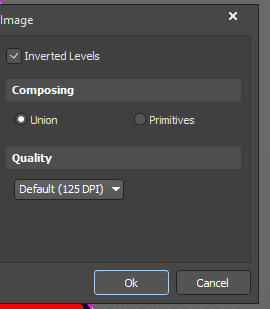 Image
Inverted Levels
Composing
Union
Primitives
Quality
Default (125 DPI)
Ok
Cancel